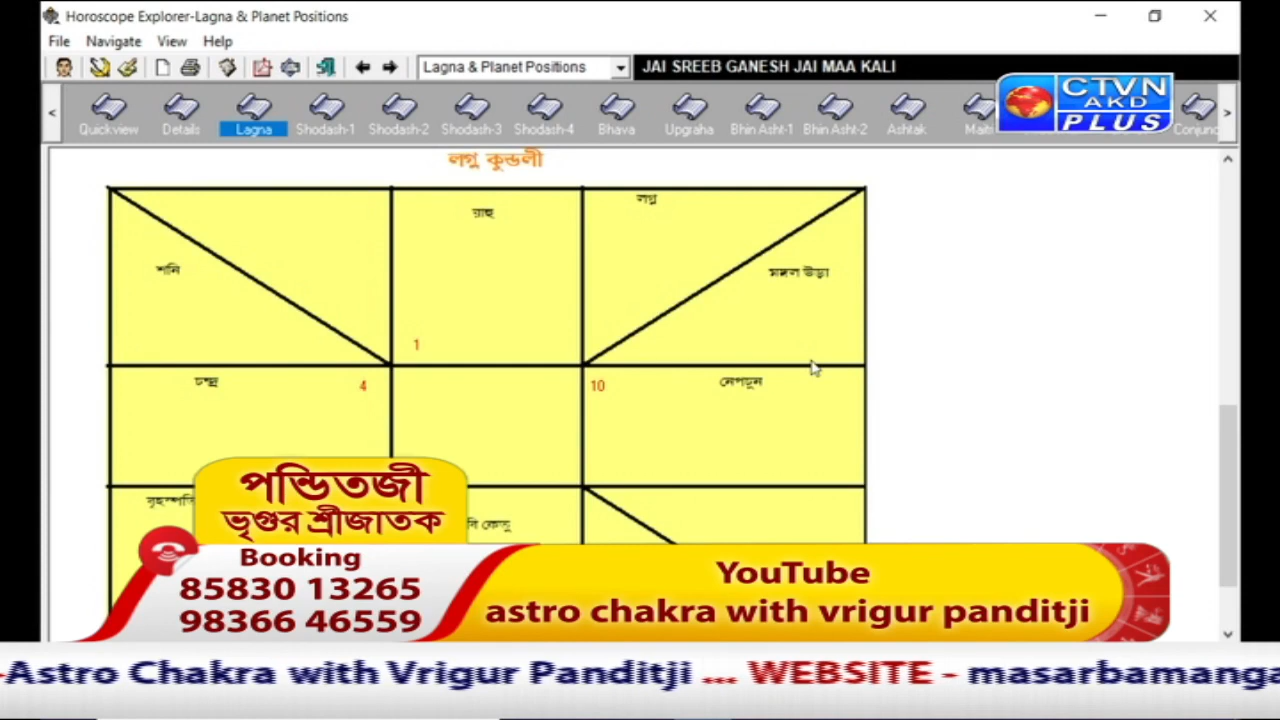 Horoscope Explorer-Lagna & Planet Positions
File Navigate View Help
Lagna & Planet Positions
JAI SREEB GANESH JAI MAA KALI
CTVN
AKD
PLUS
Quickview Details Lagna Shodash-1 Shodash-2 Shodash-3 Shodash-4 Bhava Upgraha Bhin Asht-1 Bhin Asht-2 Ashtak
লগ্ন কুন্ডলী
লগ্ন
রাহু
শনি
1
চন্দ্র
4
10
নেপচুন
কেতু
পন্ডিতজী
ভৃগুর শ্রীজাতক
Booking
85830 13265
98366 46559
YouTube
astro chakra with vrigur panditji
-Astro Chakra with Vrigur Panditji ... WEBSITE - masarbamanga